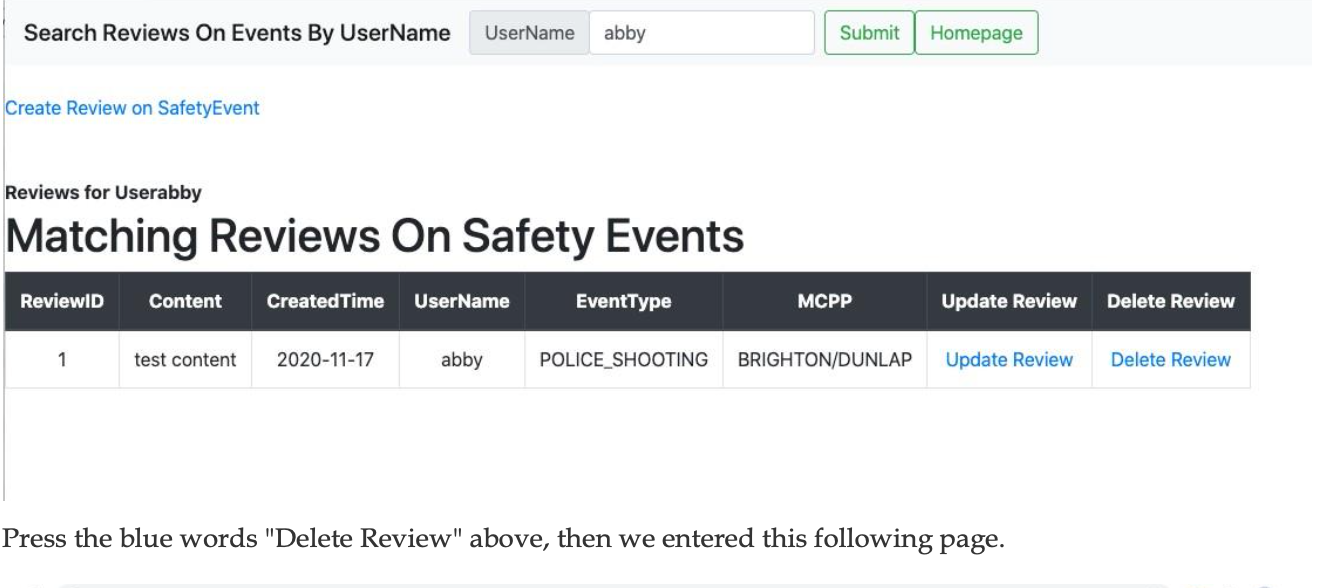 Search Reviews On Events By UserName UserName abby Submit Homepage
Create Review on SafetyEvent
Reviews for Userabby
Matching Reviews On Safety Events
ReviewID Content CreatedTime UserName EventType MCPP Update Review Delete Review
1 test content 2020-11-17 abby POLICE_SHOOTING BRIGHTON/DUNLAP Update Review Delete Review
Press the blue words "Delete Review" above, then we entered this following page.